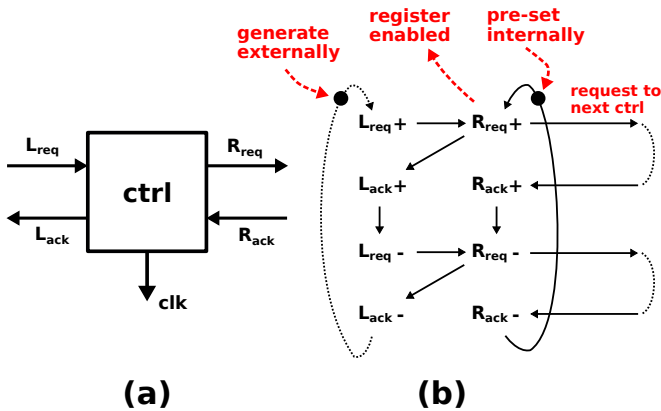 generate
externally
register
enabled
pre-set
internally
request to
next ctrl
Lreq
Rreq
ctrl
Lack
Rack
clk
Lreq+
Rreq+
Lack+
Rack+
Lreq -
Rreq -
Lack -
Rack -
(a)
(b)